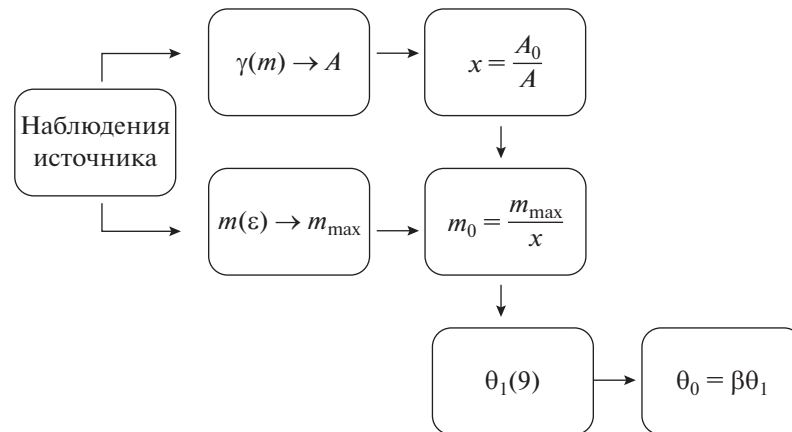 γ(m) → A
x = A₀/A
Наблюдения
источника
m(ε) → m_max
m₀ = m_max/x
θ₁(9)
θ₀ = βθ₁